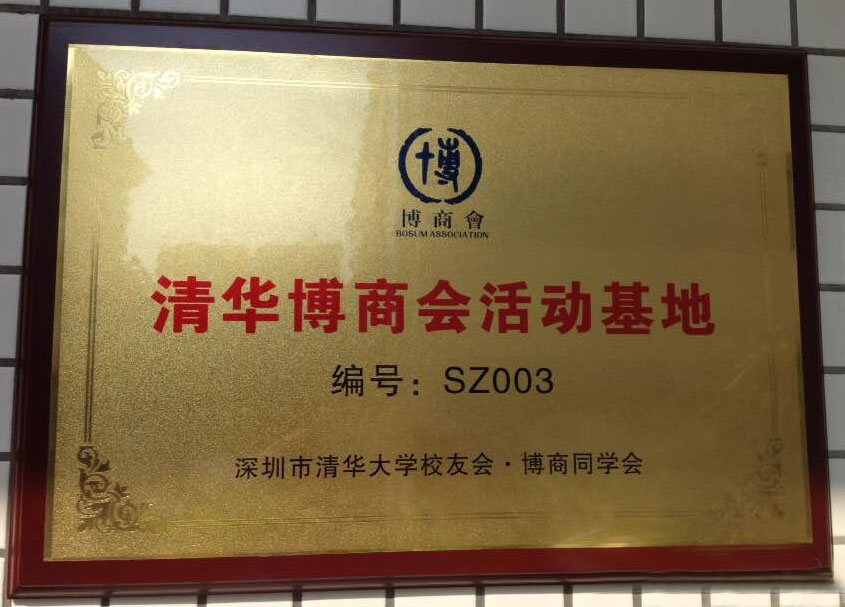 博
博商會
BOSUM ASSOCIATION
清华博商会活动基地
编号：SZ003
深圳市清华大学校友会·博商同学会